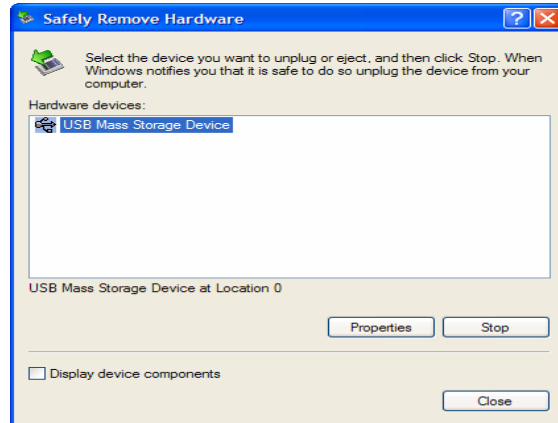 Safely Remove Hardware
Select the device you want to unplug or eject, and then click Stop. When
Windows notifies you that it is safe to do so unplug the device from your
computer.
Hardware devices:
USB Mass Storage Device
USB Mass Storage Device at Location 0
Properties
Stop
Display device components
Close